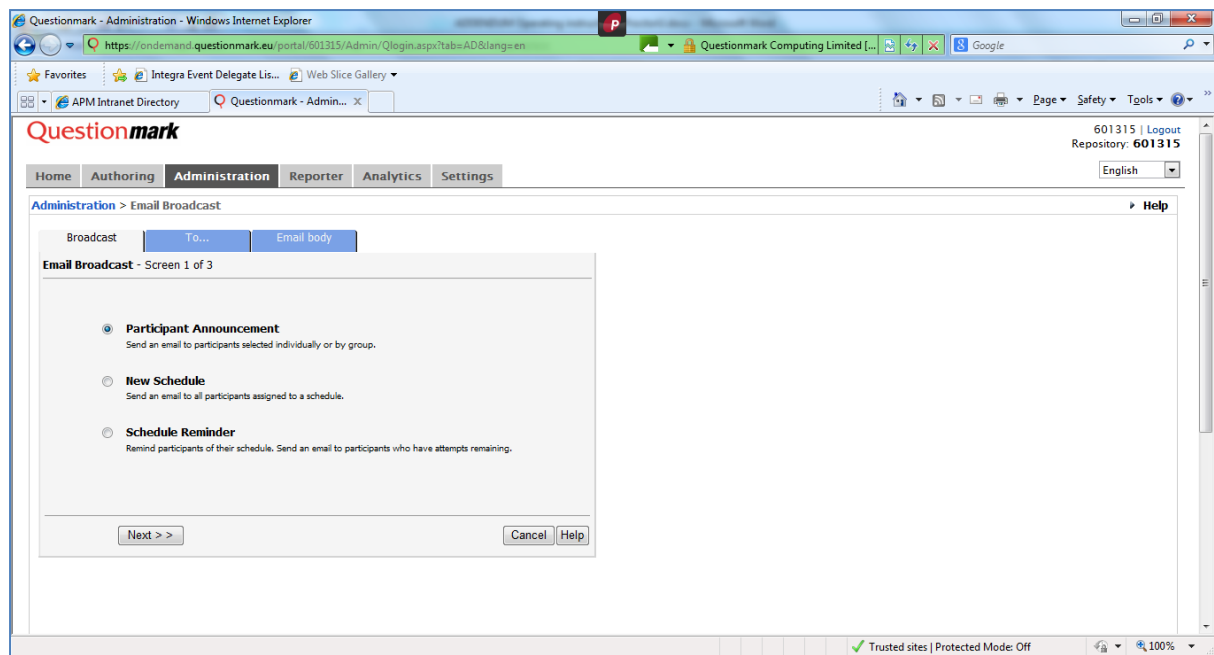 Questionmark - Administration - Windows Internet Explorer
https://ondemand.questionmark.eu/portal/601315/Admin/Qlogin.aspx?tab=AD&lang=en
Questionmark Computing Limited [...
Google
Favorites
Integra Event Delegate Lis...
Web Slice Gallery
APM Intranet Directory
Questionmark - Admin...
Page
Safety
Tools
Questionmark
601315 | Logout
Repository: 601315
Home
Authoring
Administration
Reporter
Analytics
Settings
English
Administration > Email Broadcast
Help
Broadcast
To...
Email body
Email Broadcast - Screen 1 of 3
Participant Announcement
Send an email to participants selected individually or by group.
New Schedule
Send an email to all participants assigned to a schedule.
Schedule Reminder
Remind participants of their schedule. Send an email to participants who have attempts remaining.
Next > >
Cancel
Help
Trusted sites | Protected Mode: Off
100%